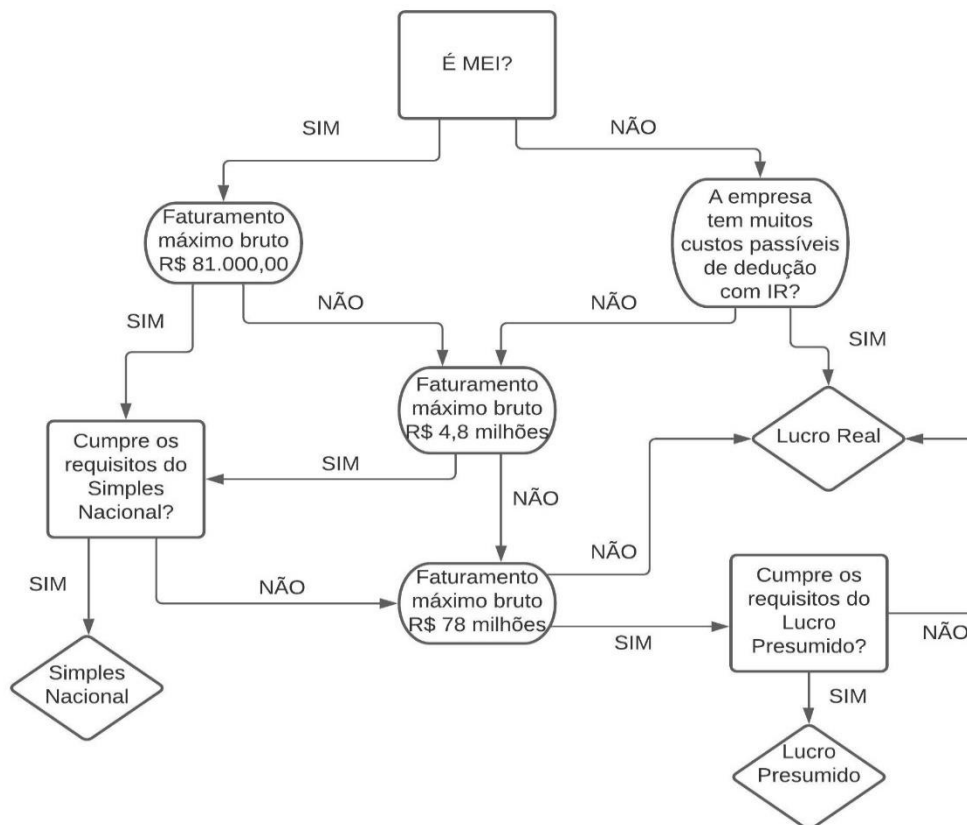 É MEI?
SIM
NÃO
Faturamento
máximo bruto
R$ 81.000,00
A empresa
tem muitos
custos passíveis
de dedução
com IR?
SIM
NÃO
NÃO
SIM
Faturamento
máximo bruto
R$ 4,8 milhões
Lucro Real
Cumpre os
requisitos do
Simples
Nacional?
SIM
NÃO
NÃO
SIM
NÃO
Faturamento
máximo bruto
R$ 78 milhões
SIM
Cumpre os
requisitos do
Lucro
Presumido?
NÃO
Simples
Nacional
SIM
Lucro
Presumido